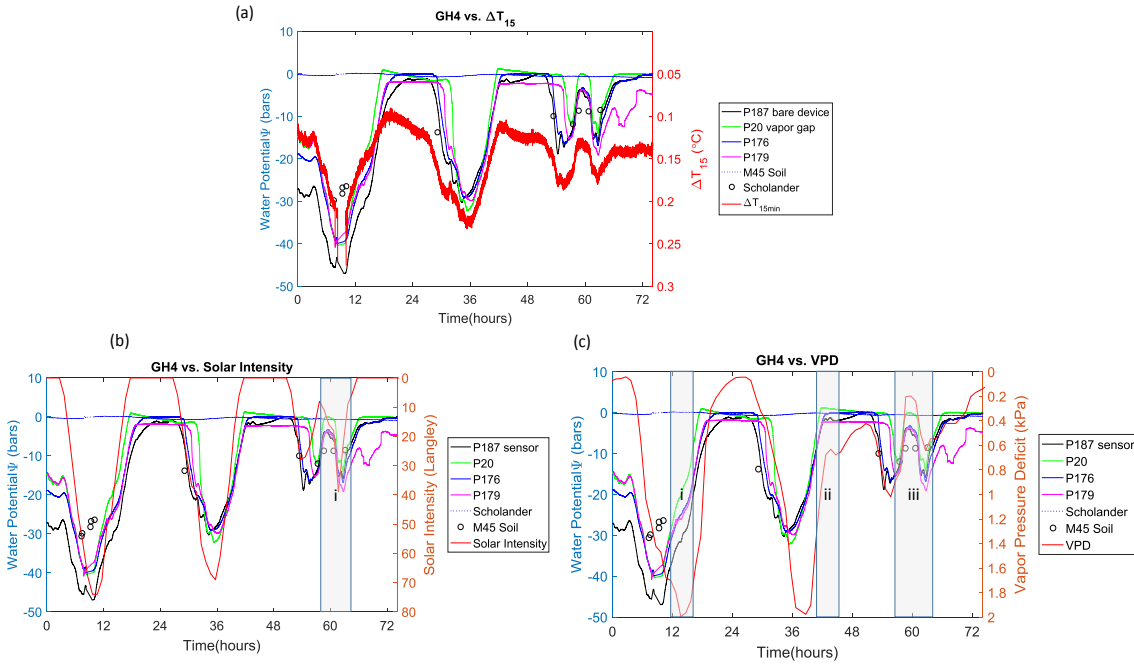 (a)
GH4 vs. ΔT15
10
0
-10
-20
-30
-40
-50
Water Potential Ψ (bars)
0
12
24
36
48
60
72
Time(hours)
0.05
0.1
0.15
0.2
0.25
0.3
ΔT15 (°C)
P187 bare device
P20 vapor gap
P176
P179
M45 Soil
Scholander
ΔT15min
(b)
GH4 vs. Solar Intensity
10
0
-10
-20
-30
-40
-50
Water Potential Ψ (bars)
0
12
24
36
48
60
72
Time(hours)
0
10
20
30
40
50
60
70
80
Solar Intensity (Langley)
i
P187 sensor
P20
P176
P179
Scholander
M45 Soil
Solar Intensity
(c)
GH4 vs. VPD
10
0
-10
-20
-30
-40
-50
Water Potential Ψ (bars)
0
12
24
36
48
60
72
Time(hours)
0
0.2
0.4
0.6
0.8
1
1.2
1.4
1.6
1.8
2
Vapor Pressure Deficit (kPa)
i
ii
iii
P187 sensor
P20
P176
P179
Scholander
M45 Soil
VPD